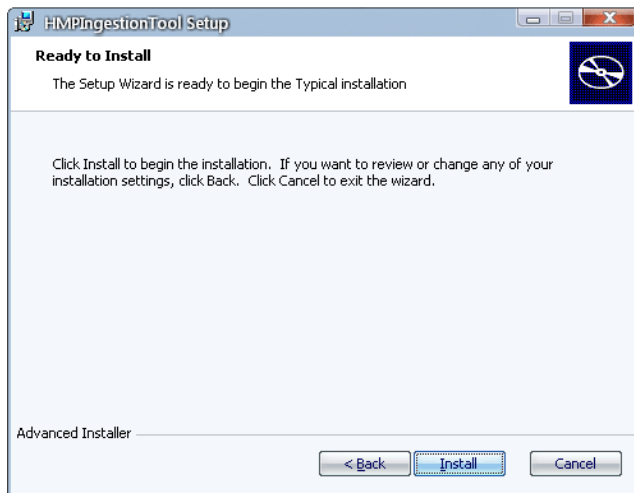 HMPIngestionTool Setup
Ready to Install
The Setup Wizard is ready to begin the Typical installation
Click Install to begin the installation.  If you want to review or change any of your
installation settings, click Back.  Click Cancel to exit the wizard.
Advanced Installer
< Back
Install
Cancel